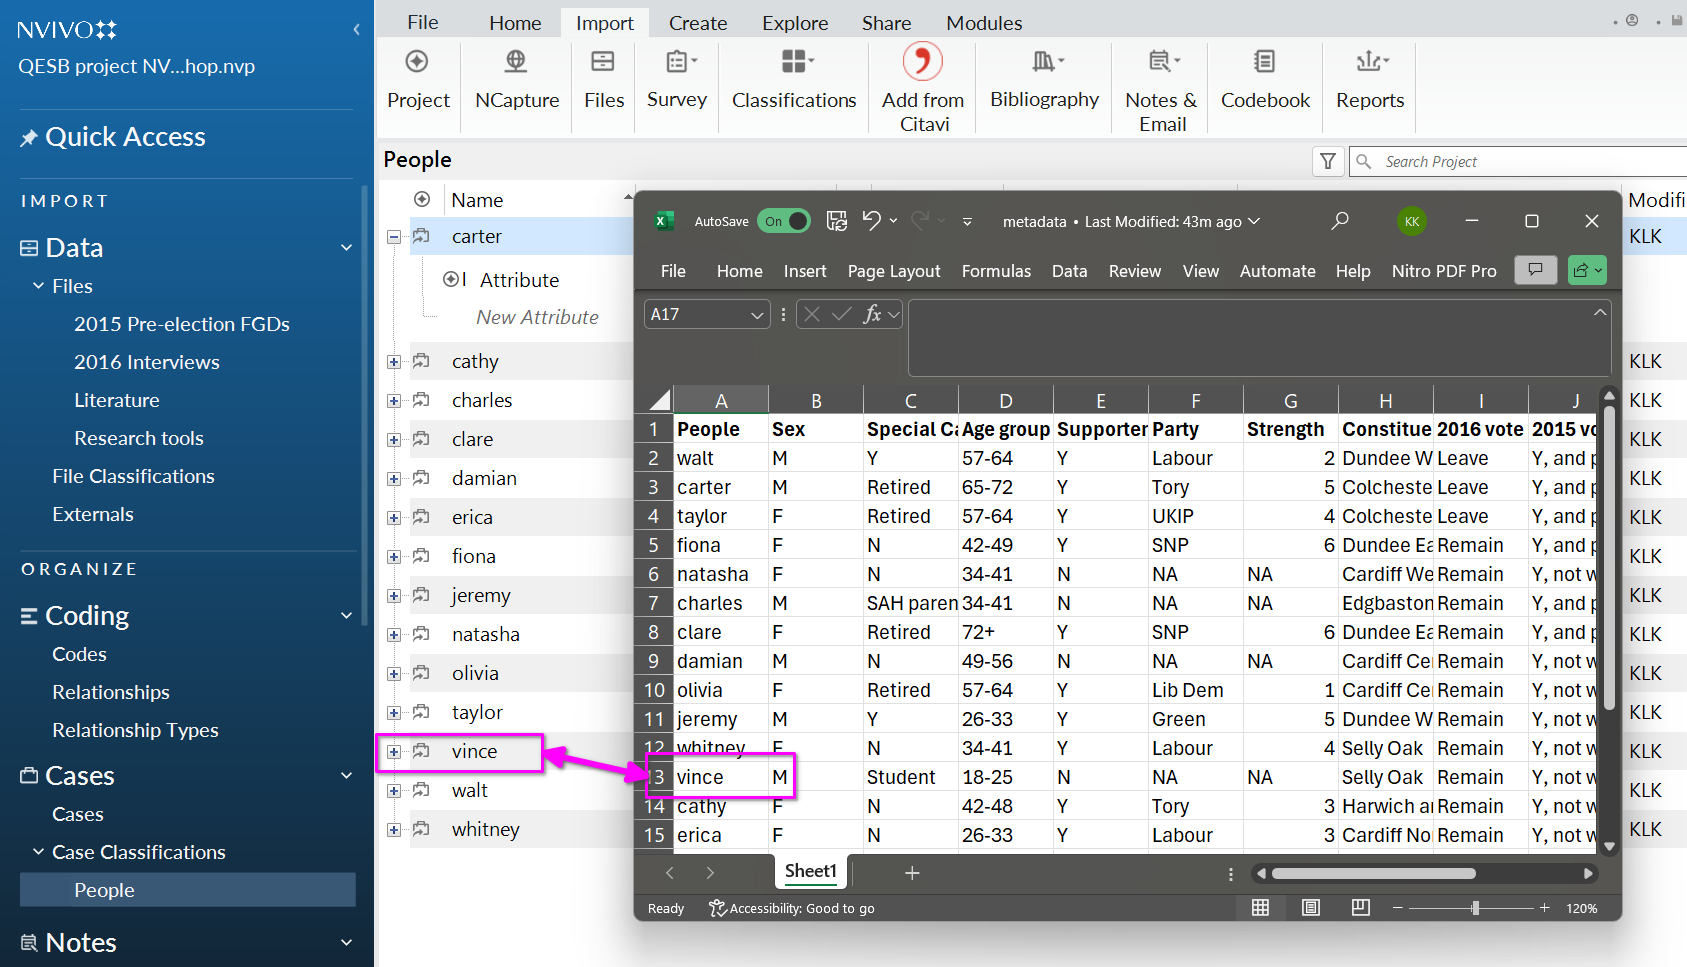 NVIVO
QESB project NV...hop.nvp
Quick Access
IMPORT
Data
Files
2015 Pre-election FGDs
2016 Interviews
Literature
Research tools
File Classifications
Externals
ORGANIZE
Coding
Codes
Relationships
Relationship Types
Cases
Cases
Case Classifications
People
Notes
File Home Import Create Explore Share Modules
Project NCapture Files Survey Classifications Add from Citavi Bibliography Notes & Email Codebook Reports
People
Search Project
Name
Modifi
carter KLK
Attribute
New Attribute
cathy KLK
charles KLK
clare KLK
damian KLK
erica KLK
fiona KLK
jeremy KLK
natasha KLK
olivia KLK
taylor KLK
vince KLK
walt KLK
whitney KLK
AutoSave On metadata • Last Modified: 43m ago KK
File Home Insert Page Layout Formulas Data Review View Automate Help Nitro PDF Pro
A17 fx
A B C D E F G H I J
1 People Sex Special Ca Age group Supporter Party Strength Constitue 2016 vote 2015 vo
2 walt M Y 57-64 Y Labour 2 Dundee W Leave Y, and p
3 carter M Retired 65-72 Y Tory 5 Colcheste Leave Y, and p
4 taylor F Retired 57-64 Y UKIP 4 Colcheste Leave Y, and p
5 fiona F N 42-49 Y SNP 6 Dundee Ea Remain Y, and p
6 natasha F N 34-41 N NA NA Cardiff We Remain Y, not w
7 charles M SAH paren 34-41 N NA NA Edgbaston Remain Y, and p
8 clare F Retired 72+ Y SNP 6 Dundee Ea Remain Y, and p
9 damian M N 49-56 N NA NA Cardiff Cer Remain Y, not w
10 olivia F Retired 57-64 Y Lib Dem 1 Cardiff Cer Remain Y, not w
11 jeremy M Y 26-33 Y Green 5 Dundee W Remain Y, not w
12 whitney F N 34-41 Y Labour 4 Selly Oak Remain Y, not w
13 vince M Student 18-25 N NA NA Selly Oak Remain Y, not w
14 cathy F N 42-48 Y Tory 3 Harwich an Remain Y, not w
15 erica F N 26-33 Y Labour 3 Cardiff No Remain Y, not w
Sheet1
Ready Accessibility: Good to go 120%